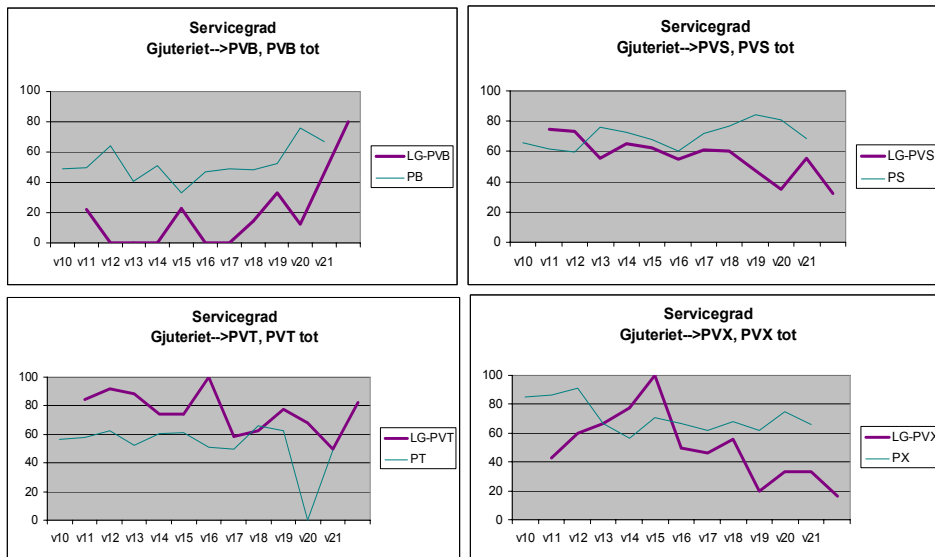 Servicegrad
Gjuteriet-->PVB, PVB tot
100
80
60
40
20
0
v10 v11 v12 v13 v14 v15 v16 v17 v18 v19 v20 v21
LG-PVB
PB
Servicegrad
Gjuteriet-->PVS, PVS tot
100
80
60
40
20
0
v10 v11 v12 v13 v14 v15 v16 v17 v18 v19 v20 v21
LG-PVS
PS
Servicegrad
Gjuteriet-->PVT, PVT tot
100
80
60
40
20
0
v10 v11 v12 v13 v14 v15 v16 v17 v18 v19 v20 v21
LG-PVT
PT
Servicegrad
Gjuteriet-->PVX, PVX tot
100
80
60
40
20
0
v10 v11 v12 v13 v14 v15 v16 v17 v18 v19 v20 v21
LG-PVX
PX